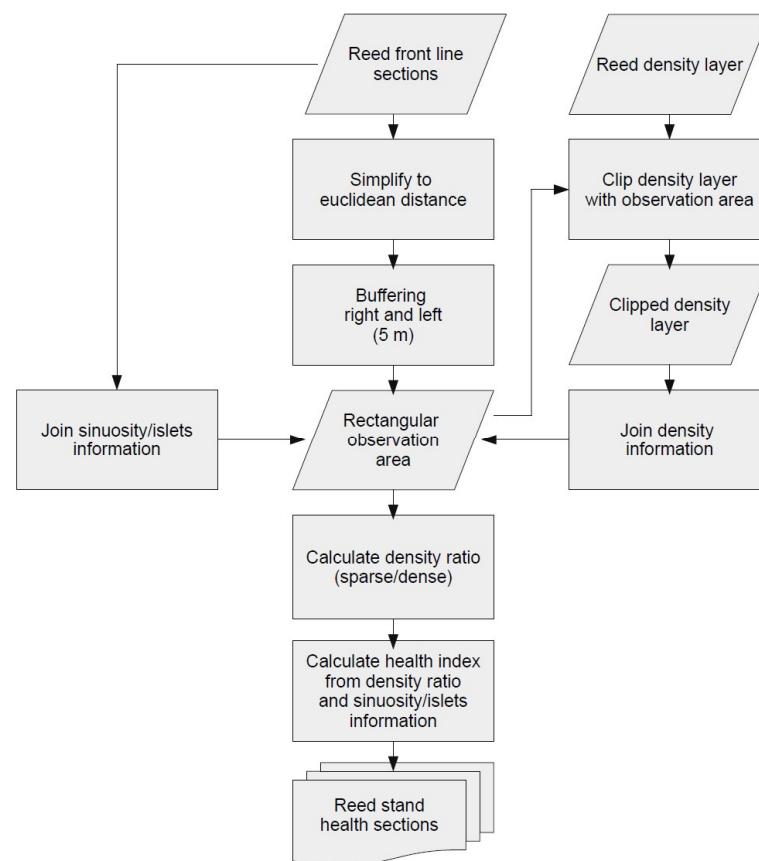 Reed front line
sections
Reed density layer
Simplify to
euclidean distance
Clip density layer
with observation area
Buffering
right and left
(5 m)
Clipped density
layer
Join sinuosity/islets
information
Rectangular
observation
area
Join density
information
Calculate density ratio
(sparse/dense)
Calculate health index
from density ratio
and sinuosity/islets
information
Reed stand
health sections